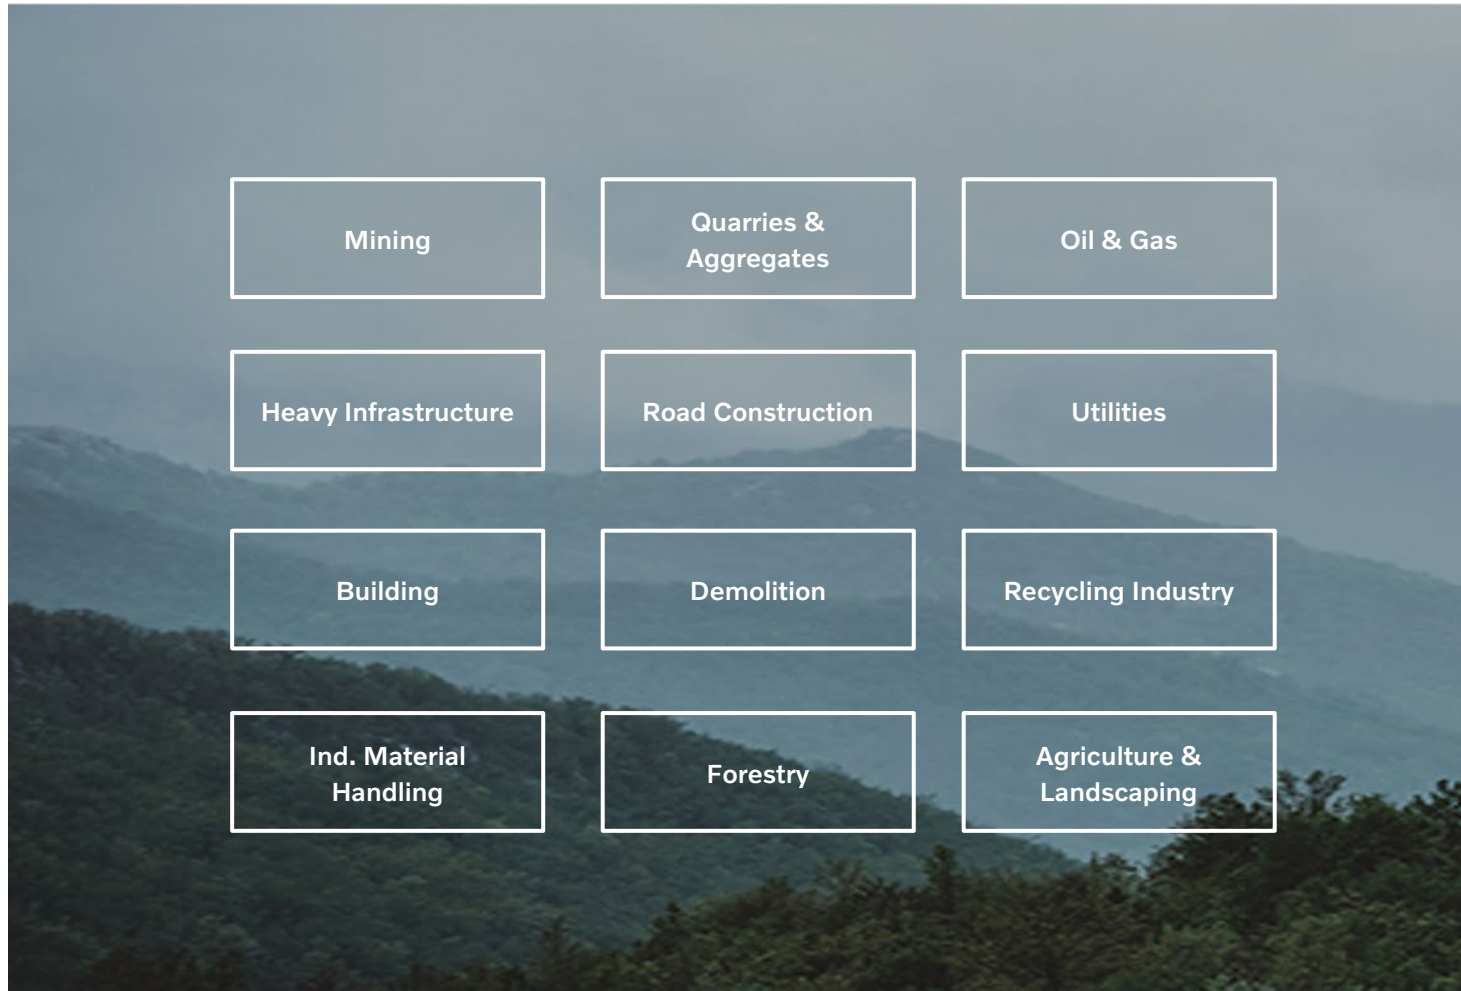 Mining
Quarries &
Aggregates
Oil & Gas
Heavy Infrastructure
Road Construction
Utilities
Building
Demolition
Recycling Industry
Ind. Material
Handling
Forestry
Agriculture &
Landscaping